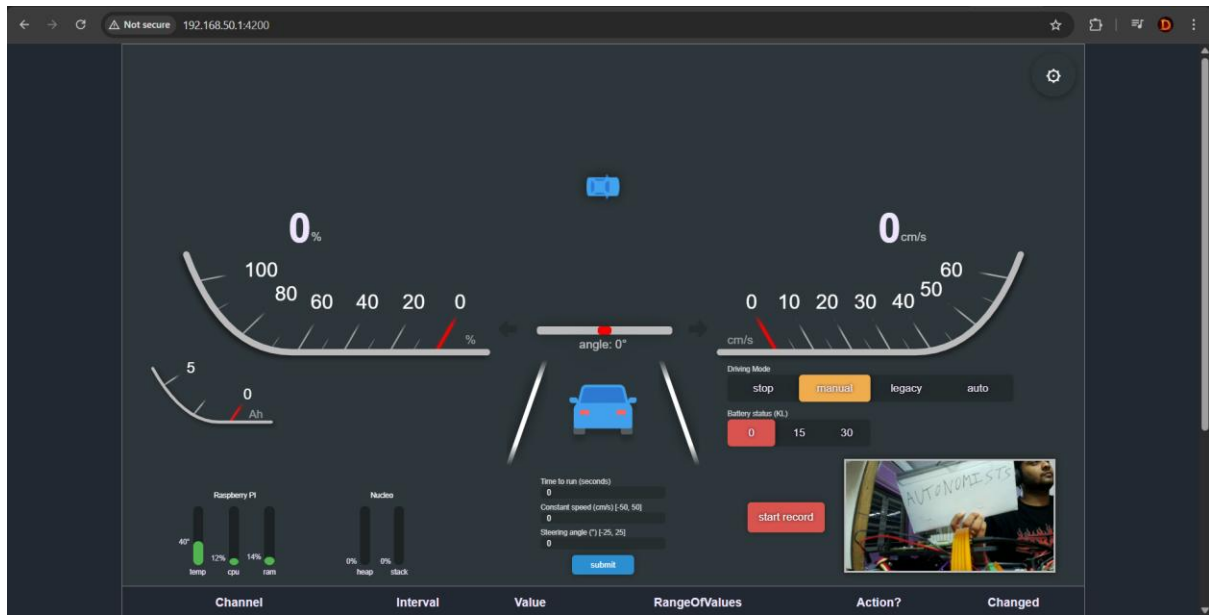 Not secure 192.168.50.1:4200
D
0%
0 cm/s
100
80
60
40
20
0
%
0
10
20
30
40
50
60
cm/s
angle: 0°
5
0
Ah
Driving Mode
stop manual legacy auto
Battery status (KL)
0 15 30
Raspberry PI
40° 12% 14%
temp cpu ram
Nucleo
0% 0%
heap stack
Time to run (seconds)
0
Constant speed (cm/s) [-50, 50]
0
Steering angle (°) [-25, 25]
0
submit
start record
AUTONOMISTS
Channel Interval Value RangeOfValues Action? Changed